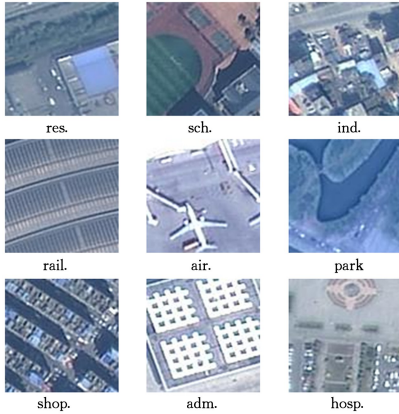 res. sch. ind.
rail. air. park
shop. adm. hosp.